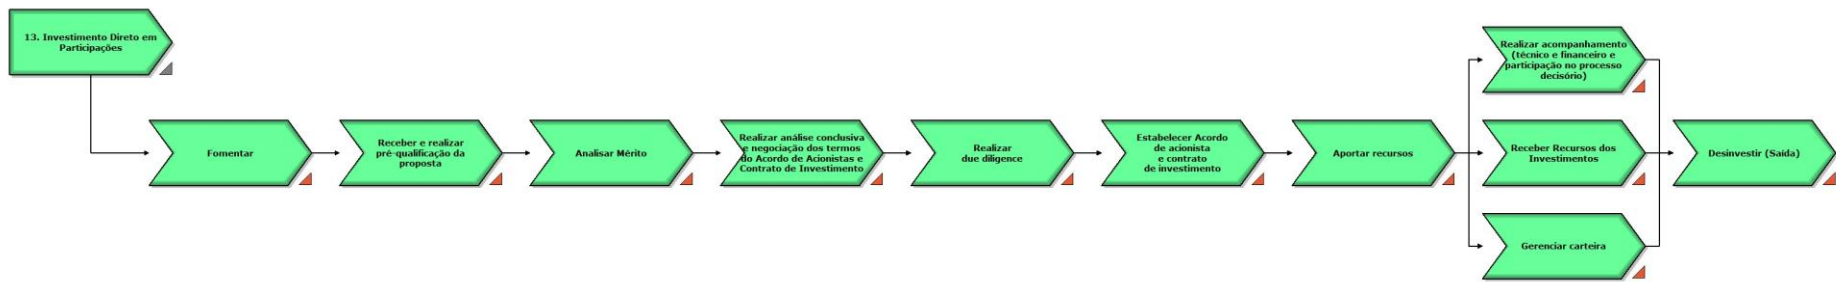 13. Investimento Direto em
Participações
Fomentar
Receber e realizar
pré-qualificação da
proposta
Analisar Mérito
Realizar análise conclusiva
e negociação dos termos
do Acordo de Acionistas e
Contrato de Investimento
Realizar
due diligence
Estabelecer Acordo
de acionista
e contrato
de investimento
Aportar recursos
Realizar acompanhamento
(técnico e financeiro e
participação no processo
decisório)
Receber Recursos dos
Investimentos
Gerenciar carteira
Desinvestir (Saída)